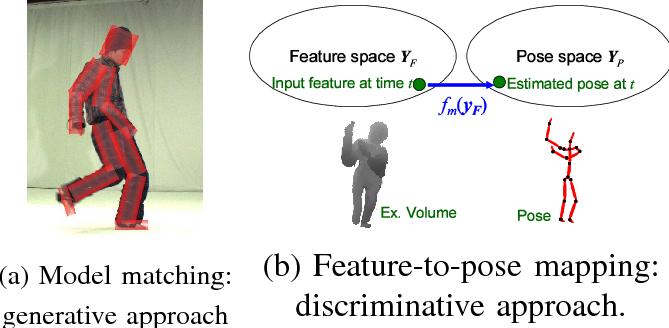 Feature space Y_F
Pose space Y_P
Input feature at time t
Estimated pose at t
f_m(y_F)
Ex. Volume
Pose
(a) Model matching:
generative approach
(b) Feature-to-pose mapping:
discriminative approach.